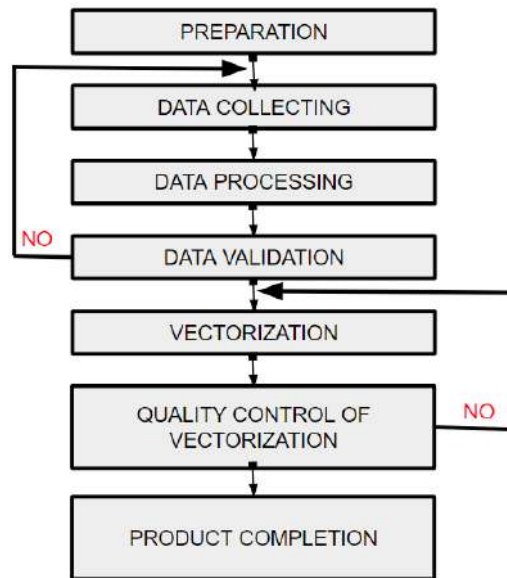 PREPARATION
DATA COLLECTING
DATA PROCESSING
NO
DATA VALIDATION
VECTORIZATION
QUALITY CONTROL OF
VECTORIZATION
NO
PRODUCT COMPLETION